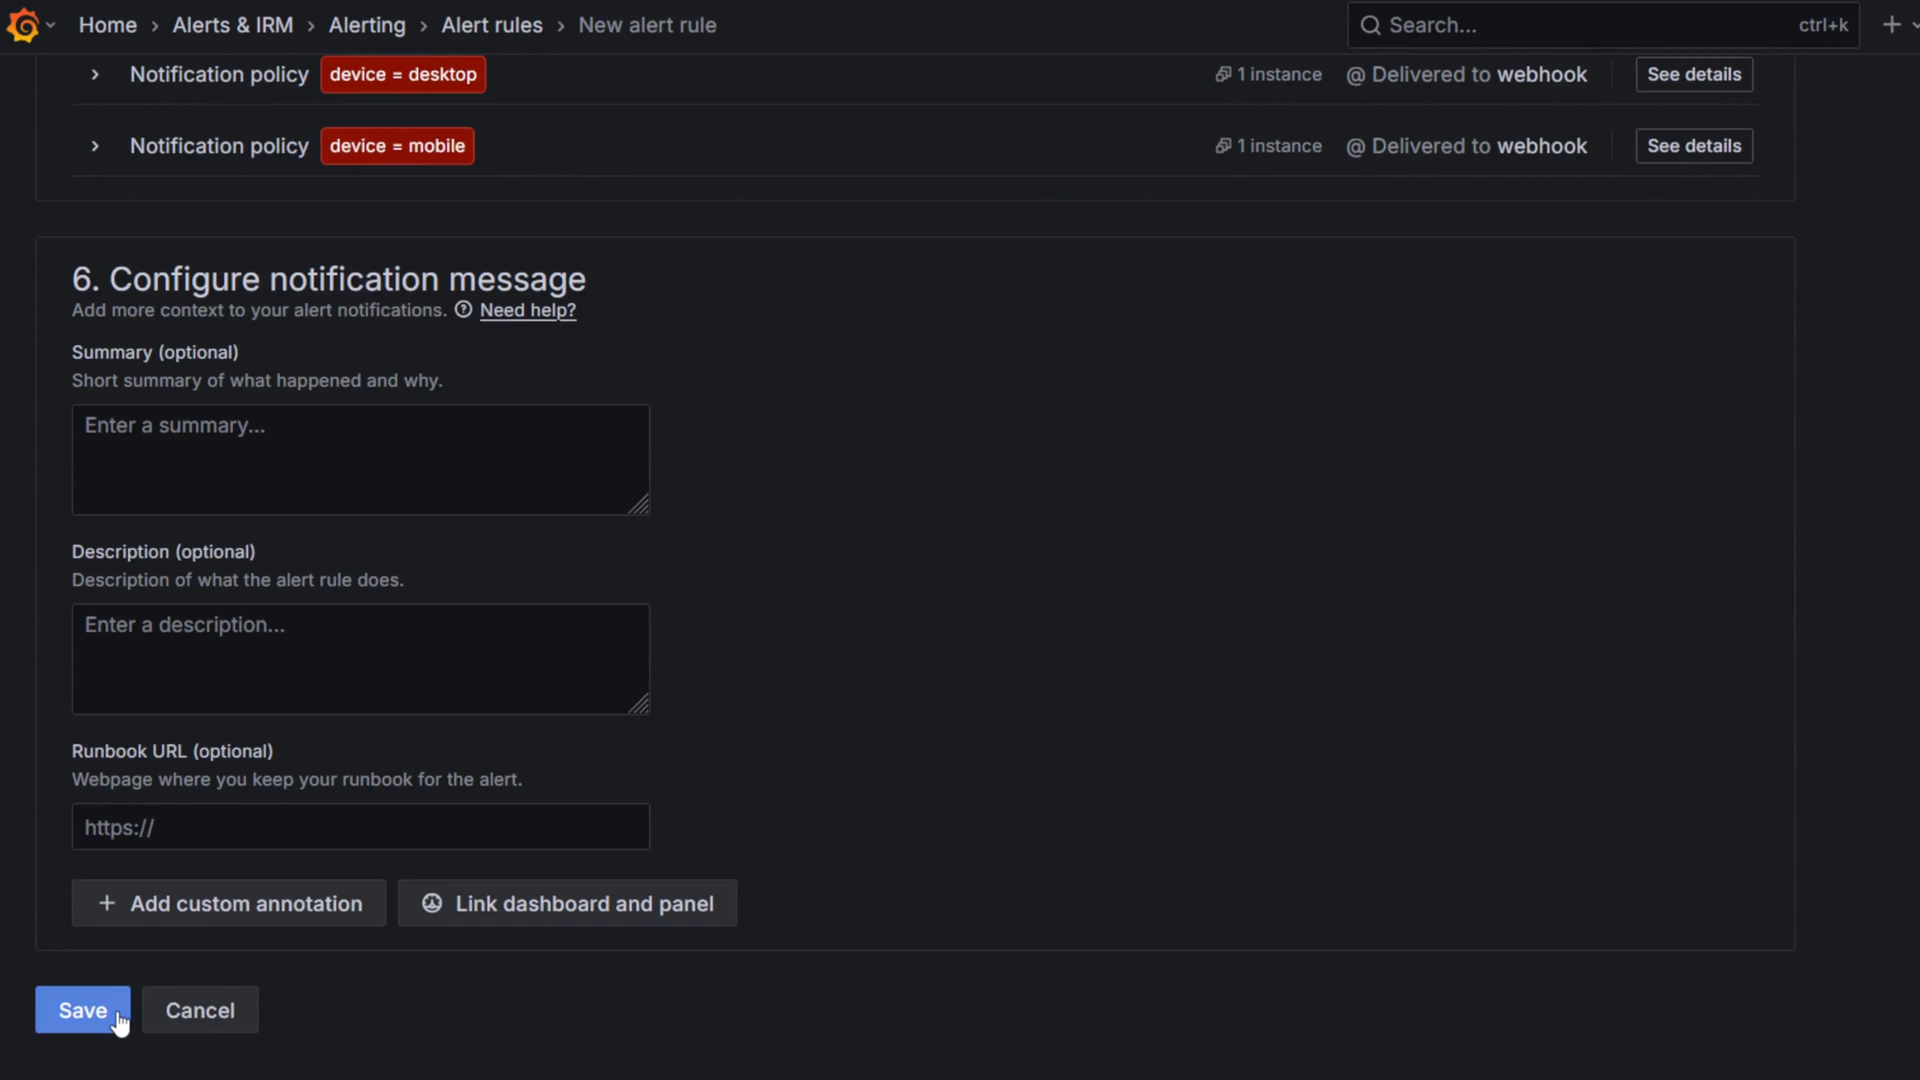 Home › Alerts & IRM › Alerting › Alert rules › New alert rule
Search... ctrl+k
Notification policy device = desktop 1 instance @ Delivered to webhook See details
Notification policy device = mobile 1 instance @ Delivered to webhook See details
6. Configure notification message
Add more context to your alert notifications. Need help?
Summary (optional)
Short summary of what happened and why.
Enter a summary...
Description (optional)
Description of what the alert rule does.
Enter a description...
Runbook URL (optional)
Webpage where you keep your runbook for the alert.
https://
+ Add custom annotation Link dashboard and panel
Save Cancel